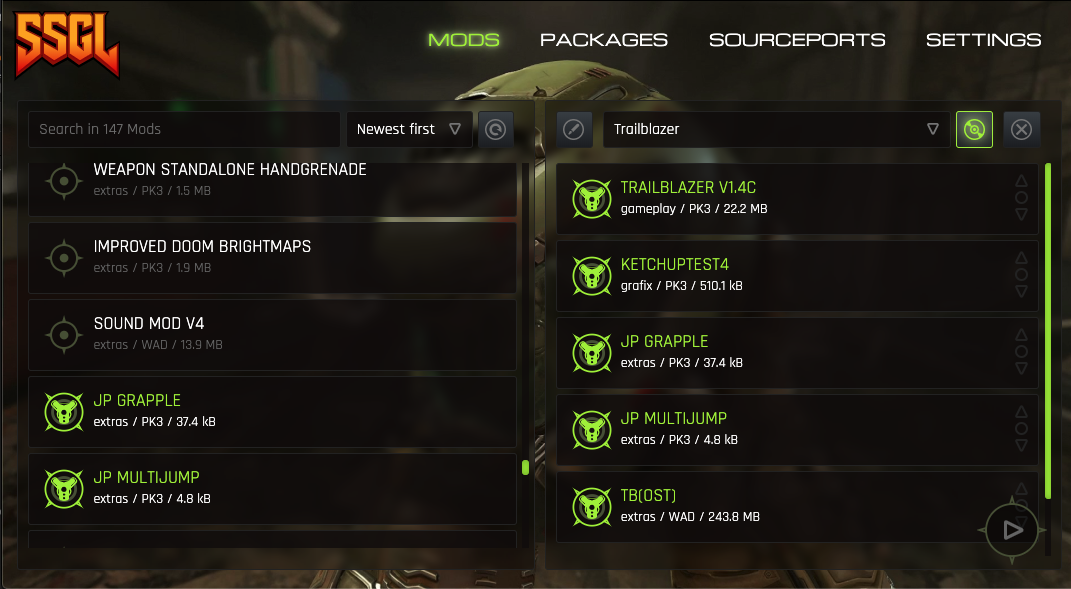 SSGL
MODS
PACKAGES
SOURCEPORTS
SETTINGS
Search in 147 Mods
Newest first
WEAPON STANDALONE HANDGRENADE
extras / PK3 / 1.5 MB
IMPROVED DOOM BRIGHTMAPS
extras / PK3 / 1.9 MB
SOUND MOD V4
extras / WAD / 13.9 MB
JP GRAPPLE
extras / PK3 / 37.4 kB
JP MULTIJUMP
extras / PK3 / 4.8 kB
Trailblazer
TRAILBLAZER V1.4C
gameplay / PK3 / 22.2 MB
KETCHUPTEST4
grafix / PK3 / 510.1 kB
JP GRAPPLE
extras / PK3 / 37.4 kB
JP MULTIJUMP
extras / PK3 / 4.8 kB
TB(OST)
extras / WAD / 243.8 MB